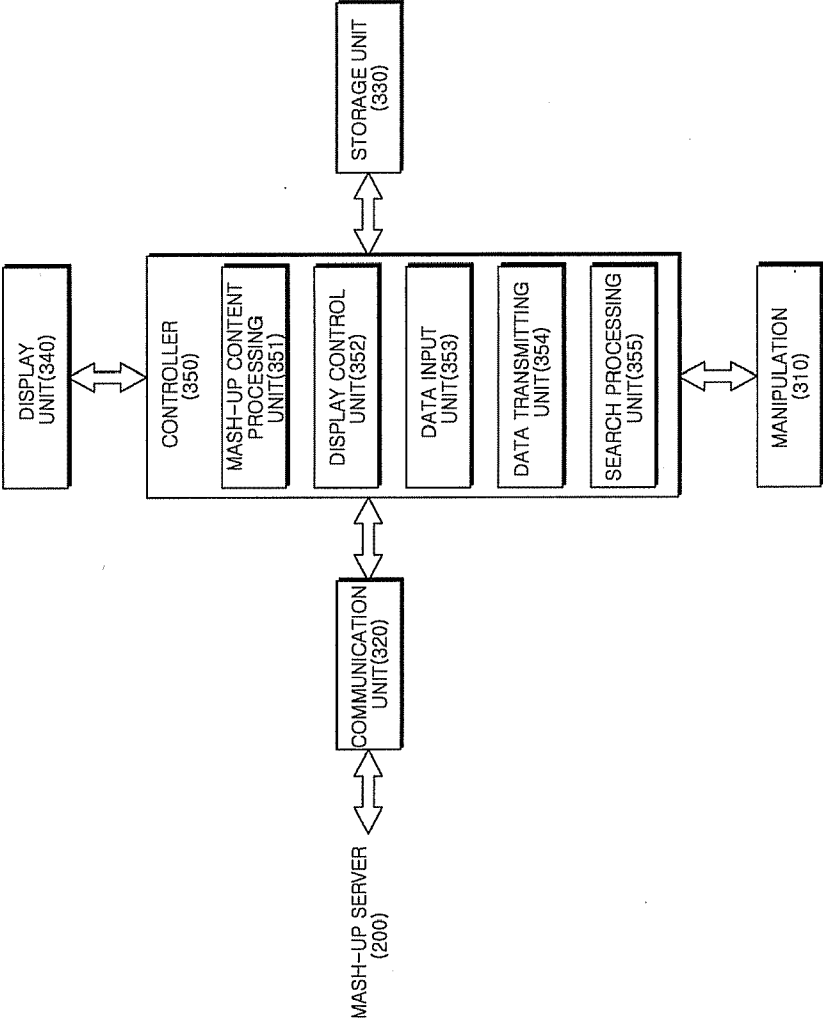 DISPLAY
UNIT(340)
CONTROLLER
(350)
MASH-UP CONTENT
PROCESSING
UNIT(351)
DISPLAY CONTROL
UNIT(352)
DATA INPUT
UNIT(353)
DATA TRANSMITTING
UNIT(354)
SEARCH PROCESSING
UNIT(355)
STORAGE UNIT
(330)
COMMUNICATION
UNIT(320)
MASH-UP SERVER
(200)
MANIPULATION
(310)